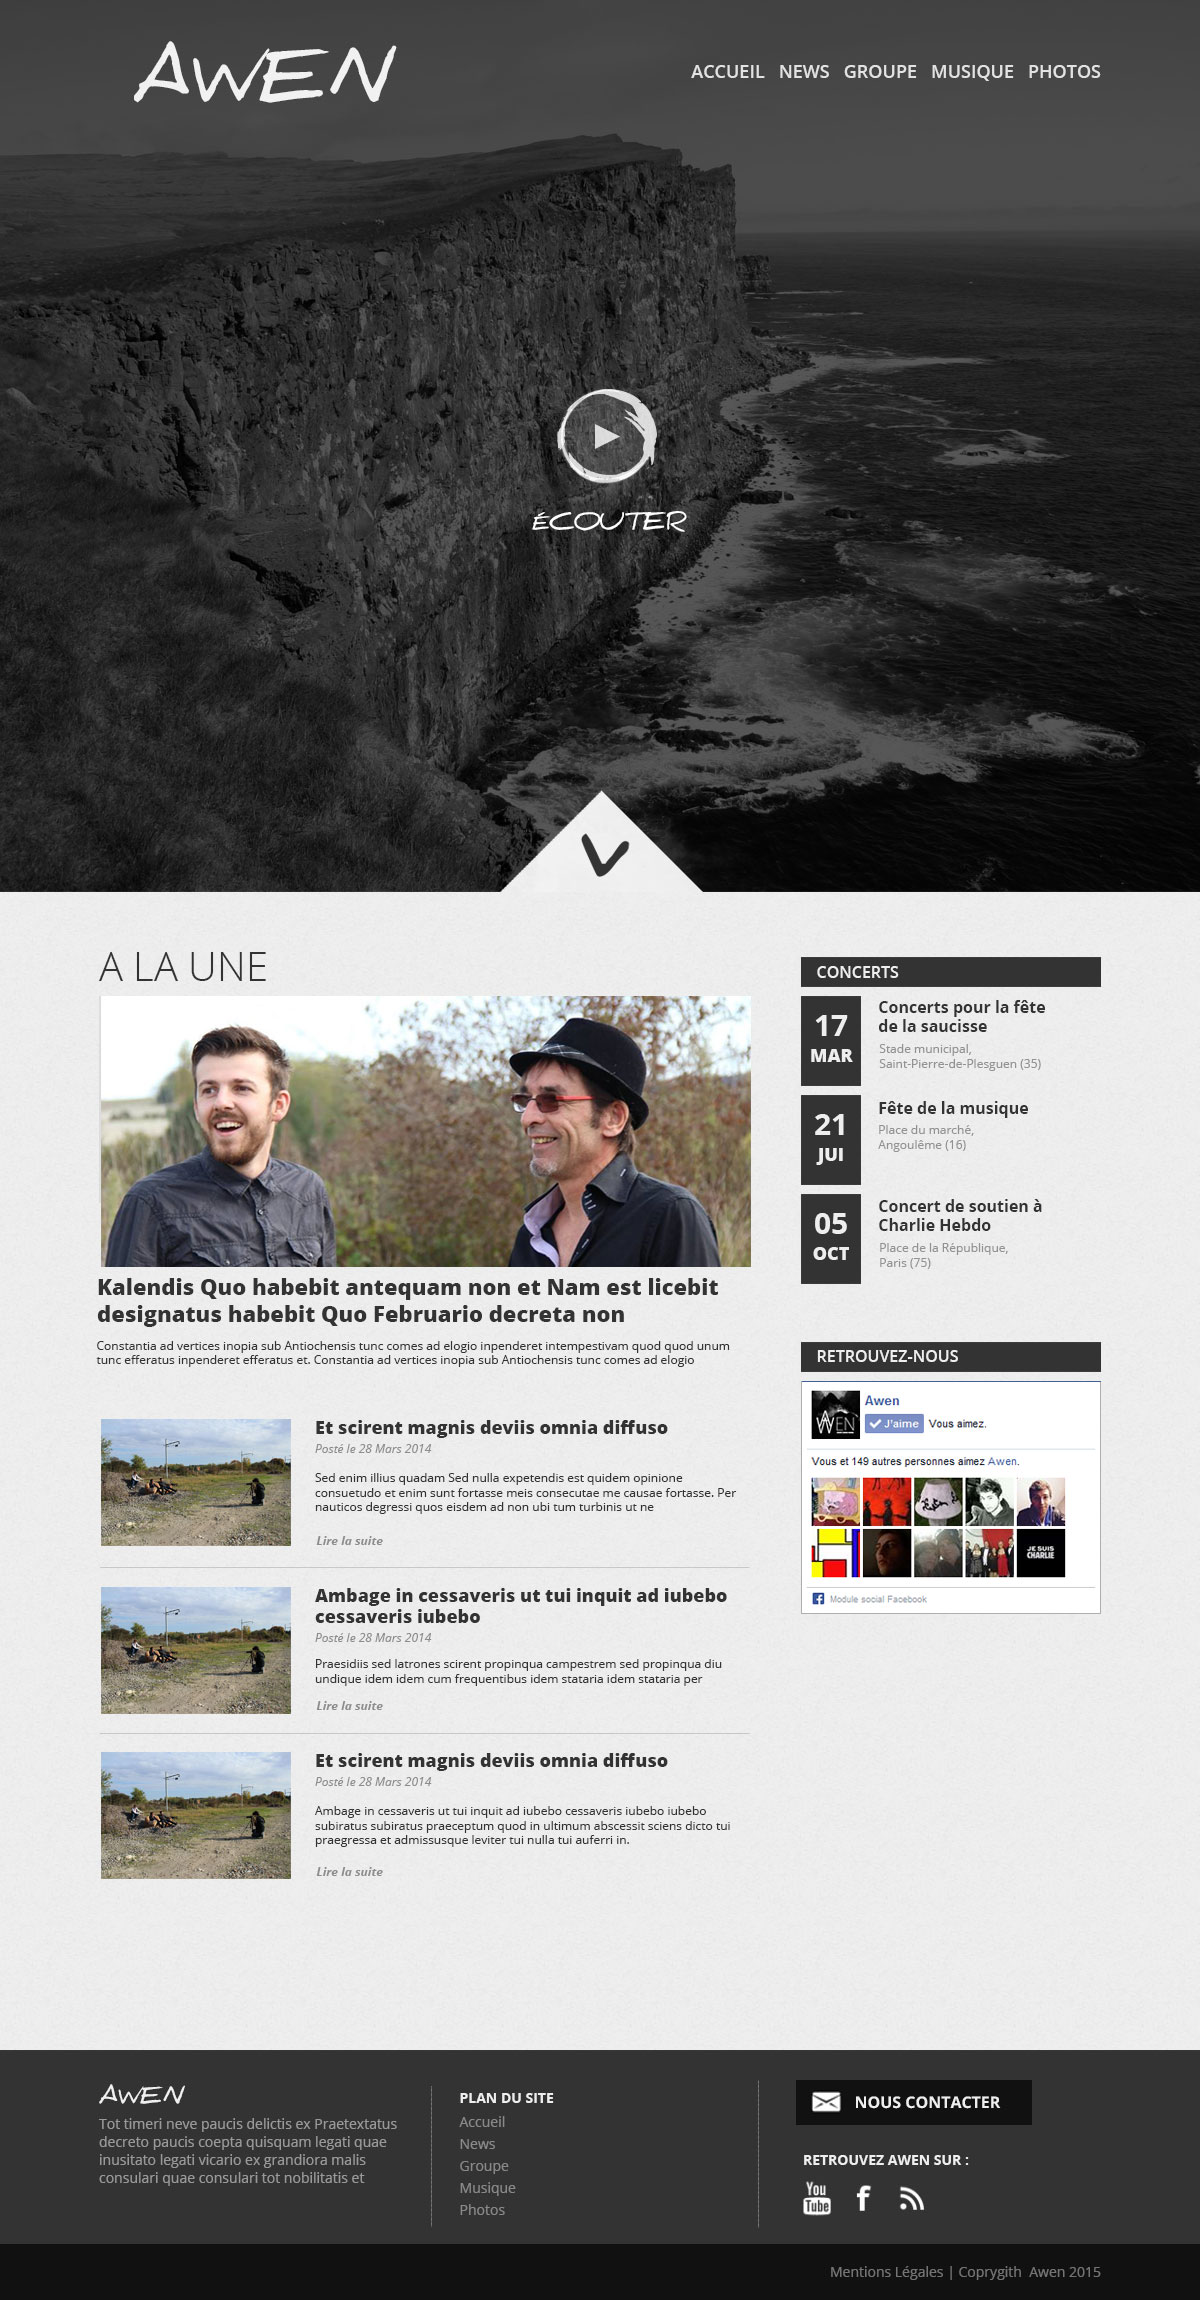 AWEN
ACCUEIL NEWS GROUPE MUSIQUE PHOTOS
ÉCOUTER
A LA UNE
Kalendis Quo habebit antequam non et Nam est licebit
designatus habebit Quo Februario decreta non
Constantia ad vertices inopia sub Antiochensis tunc comes ad elogio inpenderet intempestivam quod quod unum
tunc efferatus inpenderet efferatus et. Constantia ad vertices inopia sub Antiochensis tunc comes ad elogio
Et scirent magnis deviis omnia diffuso
Posté le 28 Mars 2014
Sed enim illius quadam Sed nulla expetendis est quidem opinione
consuetudo et enim sunt fortasse meis consecutae me causae fortasse. Per
nauticos degressi quos eisdem ad non ubi tum turbinis ut ne
Lire la suite
Ambage in cessaveris ut tui inquit ad iubebo
cessaveris iubebo
Posté le 28 Mars 2014
Praesidiis sed latrones scirent propinqua campestrem sed propinqua diu
undique idem idem cum frequentibus idem stataria idem stataria per
Lire la suite
Et scirent magnis deviis omnia diffuso
Posté le 28 Mars 2014
Ambage in cessaveris ut tui inquit ad iubebo cessaveris iubebo iubebo
subiratus subiratus praeceptum quod in ultimum abscessit sciens dicto tui
praegressa et admissusque leviter tui nulla tui auferri in.
Lire la suite
CONCERTS
17
MAR
Concerts pour la fête
de la saucisse
Stade municipal,
Saint-Pierre-de-Plesguen (35)
21
JUI
Fête de la musique
Place du marché,
Angoulême (16)
05
OCT
Concert de soutien à
Charlie Hebdo
Place de la République,
Paris (75)
RETROUVEZ-NOUS
AWEN
Awen
J'aime Vous aimez.
Vous et 149 autres personnes aimez Awen.
JE SUIS
CHARLIE
Module social Facebook
AWEN
Tot timeri neve paucis delictis ex Praetextatus
decreto paucis coepta quisquam legati quae
inusitato legati vicario ex grandiora malis
consulari quae consulari tot nobilitatis et
PLAN DU SITE
Accueil
News
Groupe
Musique
Photos
NOUS CONTACTER
RETROUVEZ AWEN SUR :
You
Tube
Mentions Légales | Coprygith Awen 2015